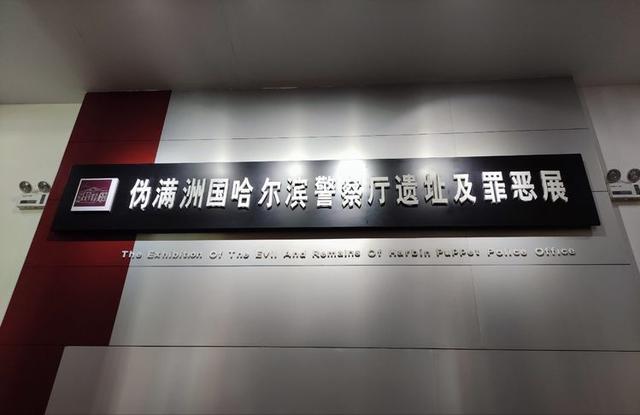 伪满洲国哈尔滨警察厅遗址及罪恶展
The Exhibition Of The Evil And Remains Of Harbin Puppet Police Office